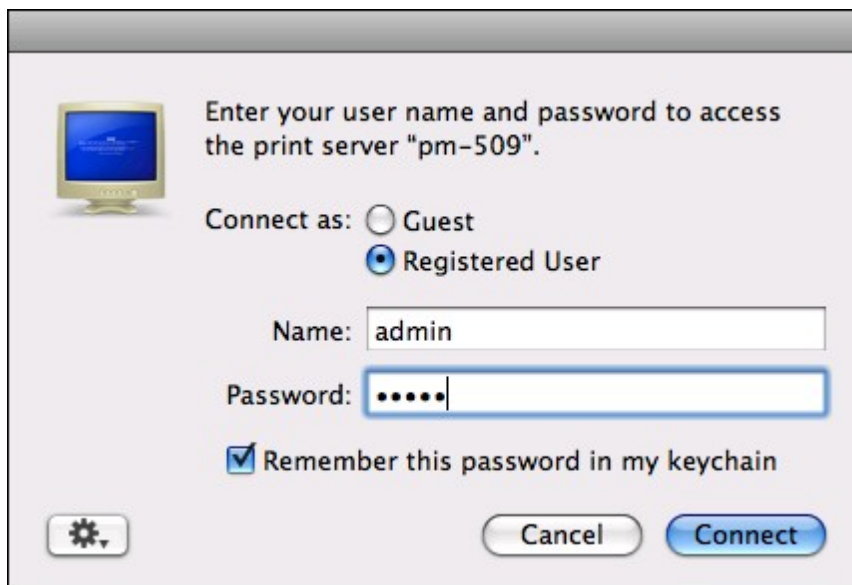 Enter your user name and password to access
the print server “pm-509”.
Connect as: Guest
Registered User
Name: admin
Password: •••••
Remember this password in my keychain
Cancel Connect